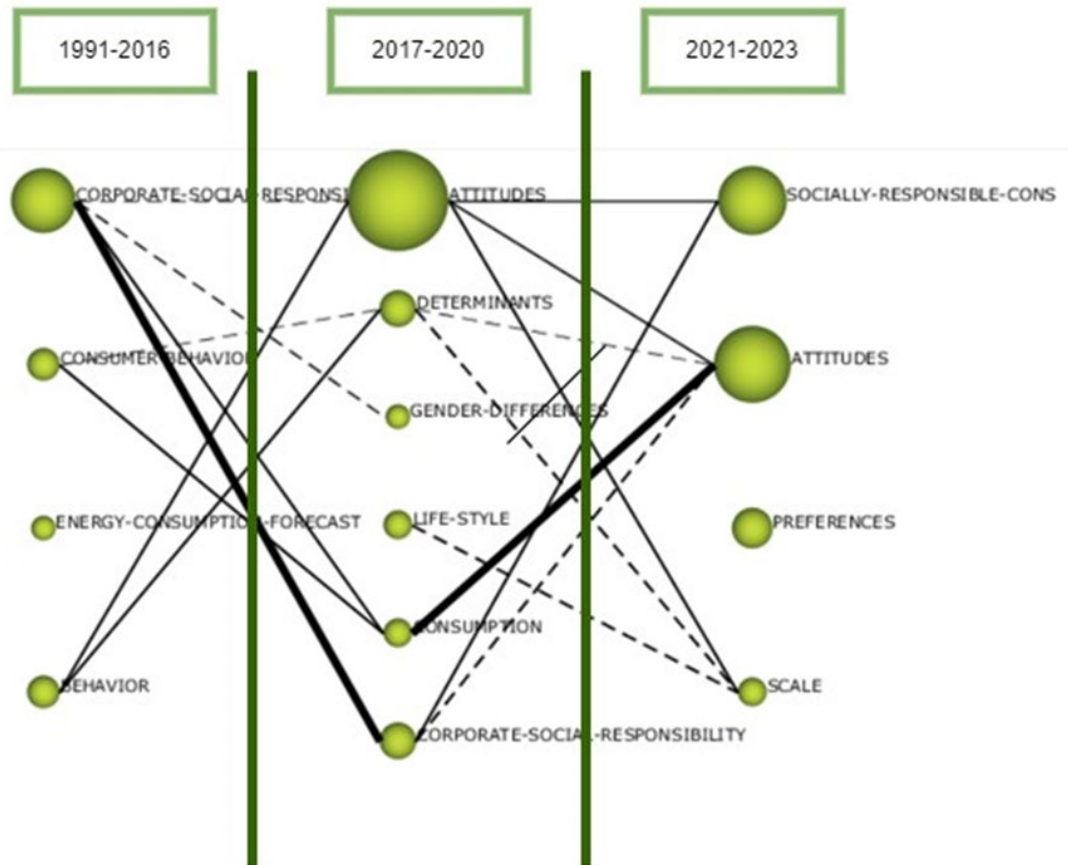 1991-2016
2017-2020
2021-2023
CORPORATE-SOCIAL-RESPONSI
ATTITUDES
SOCIALLY-RESPONSIBLE-CONS
DETERMINANTS
CONSUMER-BEHAVIOR
ATTITUDES
GENDER-DIFFERENCES
ENERGY-CONSUMPTION-FORECAST
LIFE-STYLE
PREFERENCES
CONSUMPTION
BEHAVIOR
SCALE
CORPORATE-SOCIAL-RESPONSIBILITY